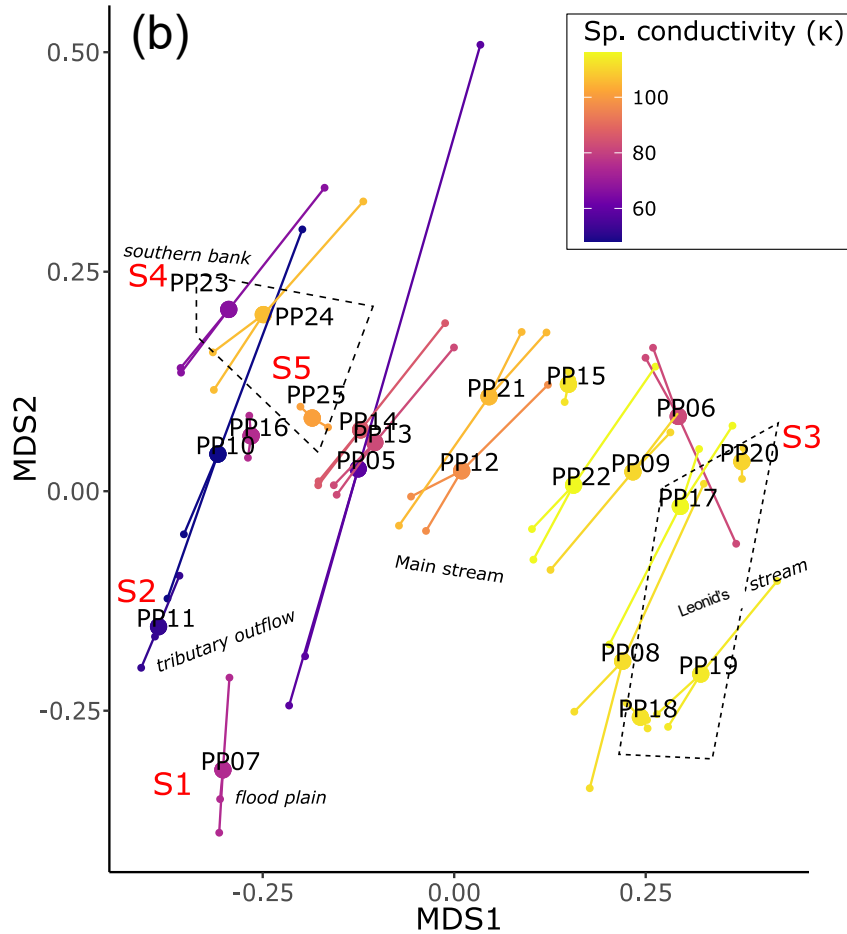 (b)
Sp. conductivity (κ)
100
80
60
0.50
0.25
0.00
-0.25
MDS2
southern bank
S4
PP23
PP24
S5
PP25
PP16
PP10
PP14
PP13
PP05
PP21
PP12
PP15
PP06
S3
PP22
PP09
PP20
PP17
Main stream
Leonid's stream
S2
PP11
tributary outflow
PP08
PP19
PP18
PP07
S1
flood plain
-0.25
0.00
0.25
MDS1